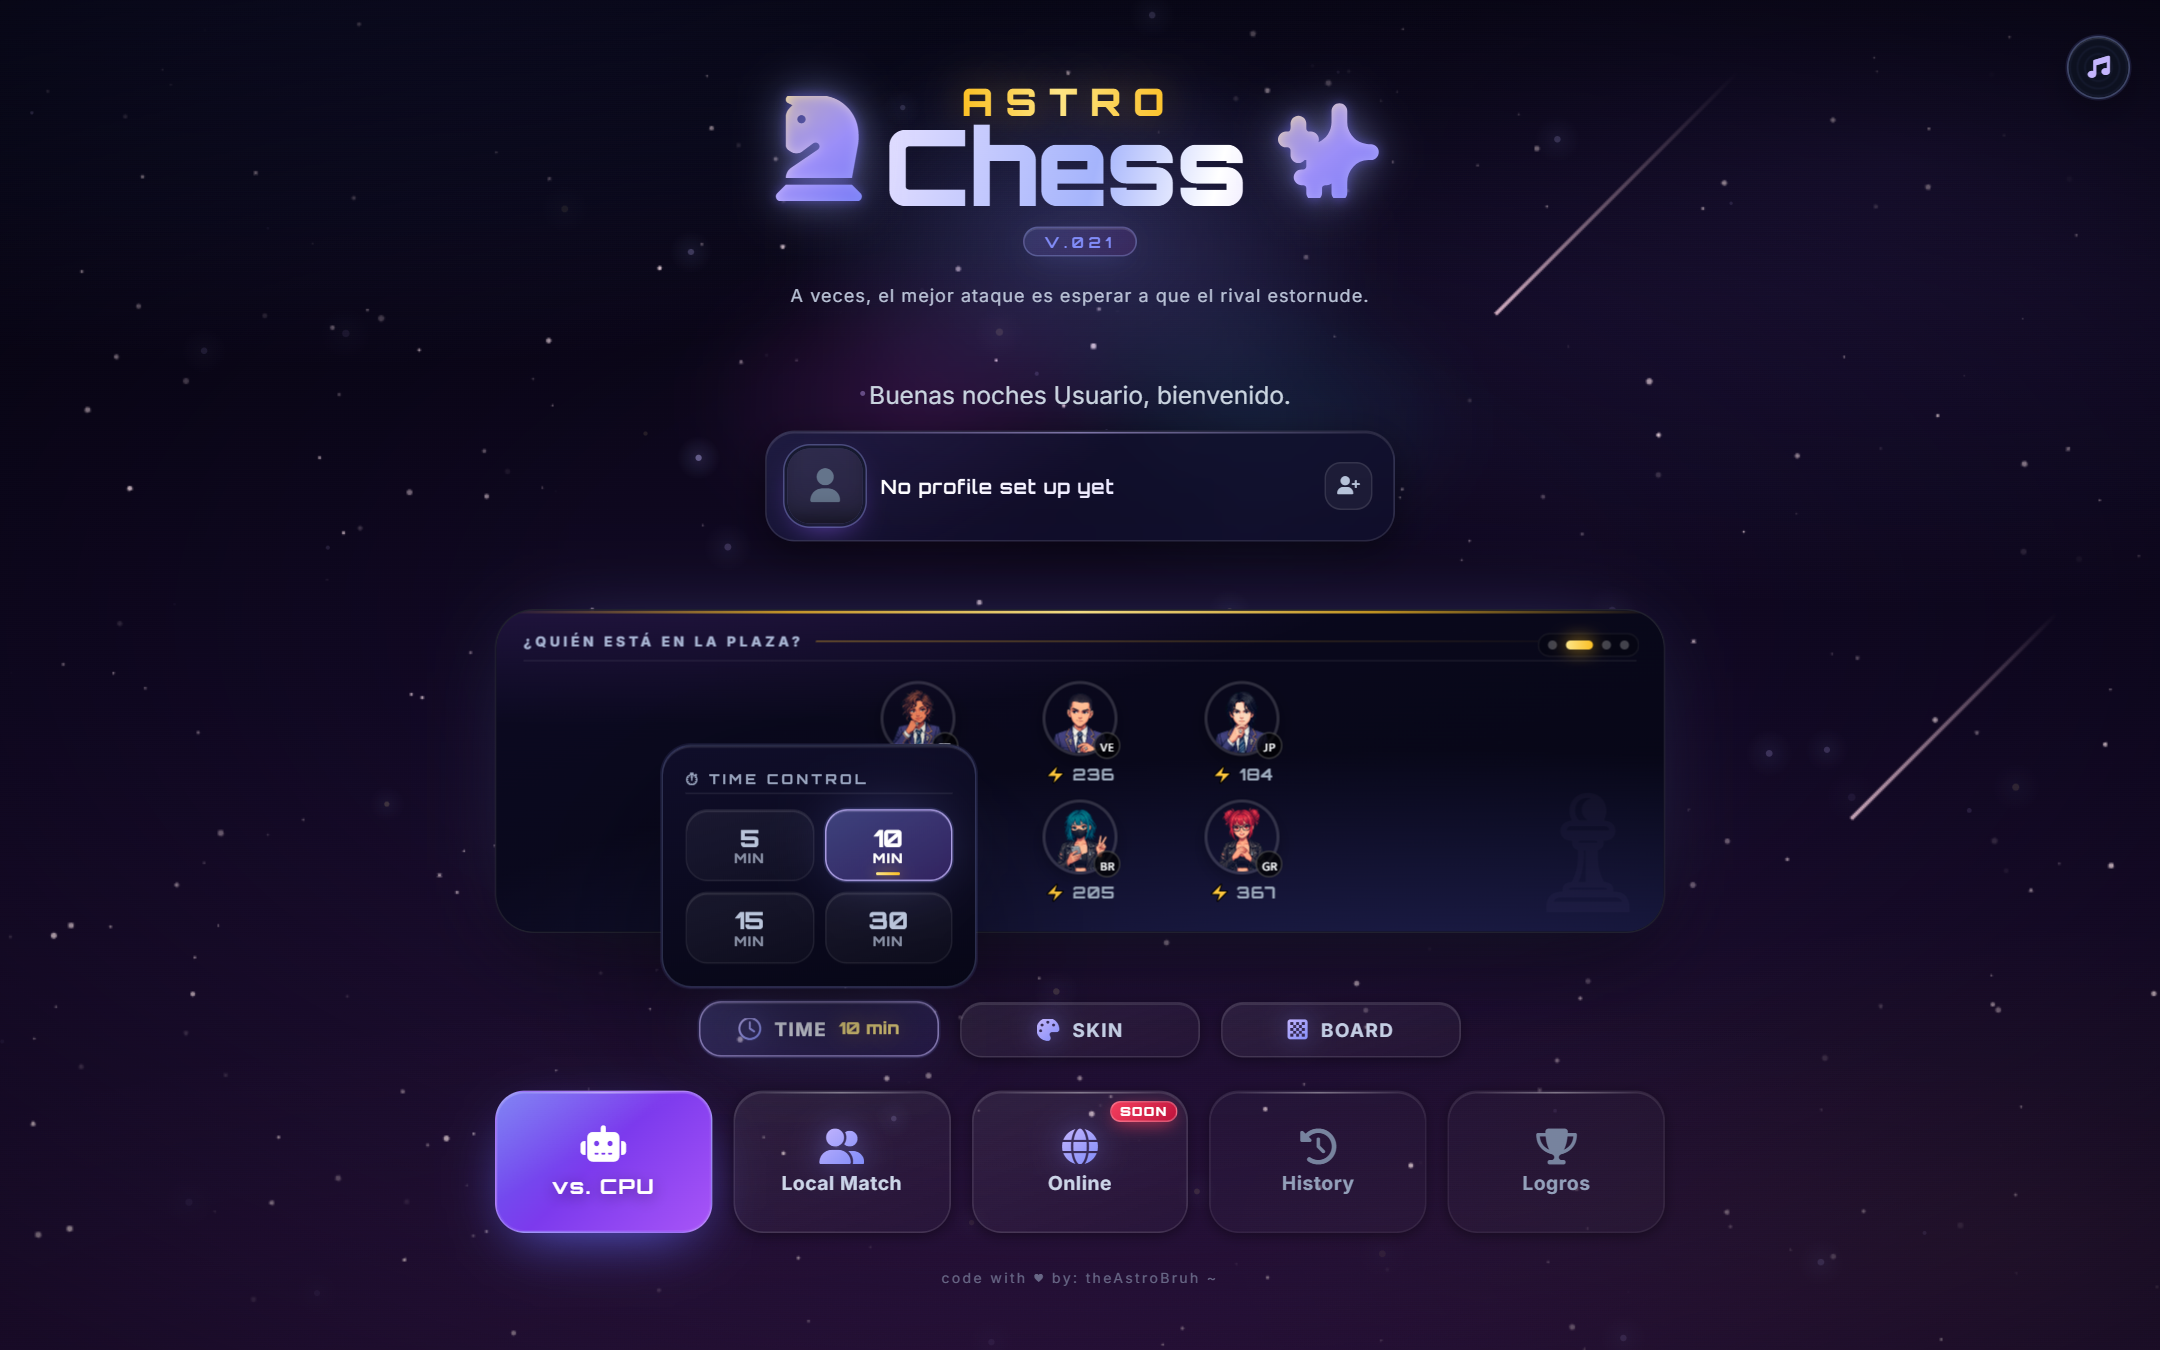 ASTRO
Chess
V.021
A veces, el mejor ataque es esperar a que el rival estornude.
Buenas noches Usuario, bienvenido.
No profile set up yet
¿QUIÉN ESTÁ EN LA PLAZA?
VE
JP
236
184
BR
GR
205
367
TIME CONTROL
5
MIN
10
MIN
15
MIN
30
MIN
TIME 10 min
SKIN
BOARD
vs. CPU
Local Match
SOON
Online
History
Logros
code with ♥ by: theAstroBruh ~